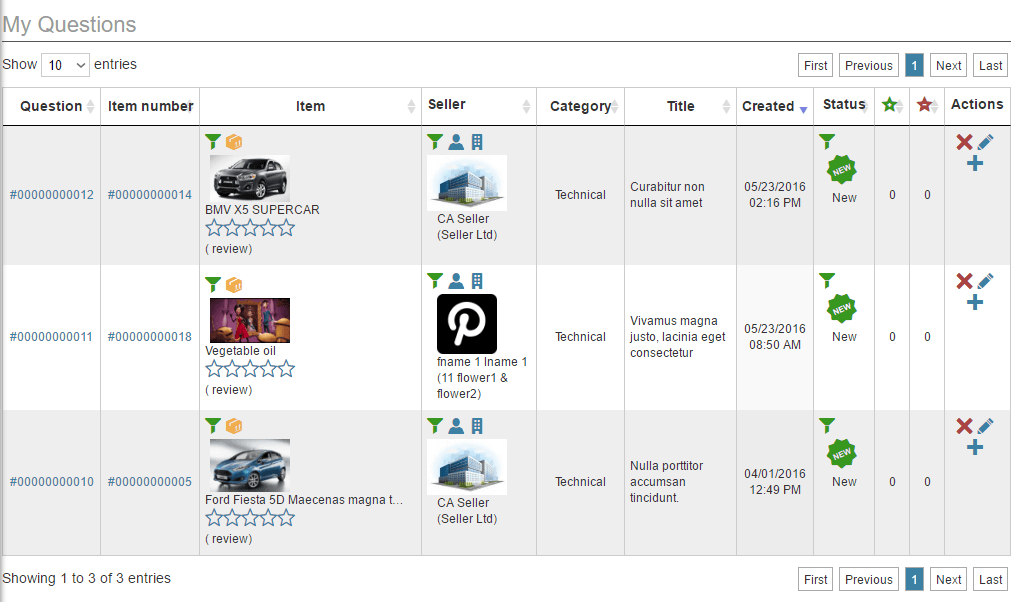 My Questions
Show 10 entries
First Previous 1 Next Last
Question Item number Item Seller Category Title Created Status Actions
#00000000012 #00000000014
BMV X5 SUPERCAR
( review)
CA Seller
(Seller Ltd)
Technical
Curabitur non
nulla sit amet
05/23/2016
02:16 PM
NEW
New
0 0
#00000000011 #00000000018
Vegetable oil
( review)
fname 1 lname 1
(11 flower1 &
flower2)
Technical
Vivamus magna
justo, lacinia eget
consectetur
05/23/2016
08:50 AM
NEW
New
0 0
#00000000010 #00000000005
Ford Fiesta 5D Maecenas magna t...
( review)
CA Seller
(Seller Ltd)
Technical
Nulla porttitor
accumsan
tincidunt.
04/01/2016
12:49 PM
NEW
New
0 0
Showing 1 to 3 of 3 entries
First Previous 1 Next Last